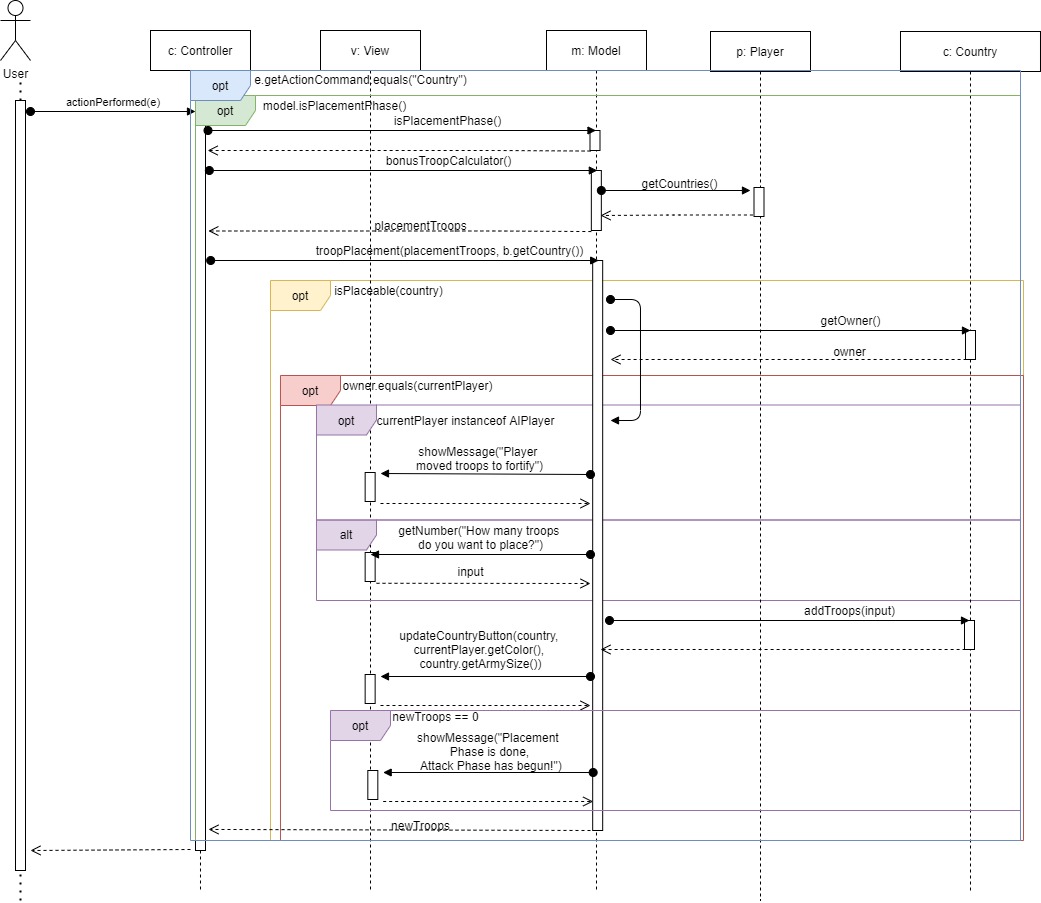 User
c: Controller
v: View
m: Model
p: Player
c: Country
opt
e.getActionCommand.equals("Country")
actionPerformed(e)
opt
model.isPlacementPhase()
isPlacementPhase()
bonusTroopCalculator()
getCountries()
placementTroops
troopPlacement(placementTroops, b.getCountry())
opt
isPlaceable(country)
getOwner()
owner
opt
owner.equals(currentPlayer)
opt
currentPlayer instanceof AIPlayer
showMessage("Player
moved troops to fortify")
alt
getNumber("How many troops
do you want to place?")
input
addTroops(input)
updateCountryButton(country,
currentPlayer.getColor(),
country.getArmySize())
opt
newTroops == 0
showMessage("Placement
Phase is done,
Attack Phase has begun!")
newTroops